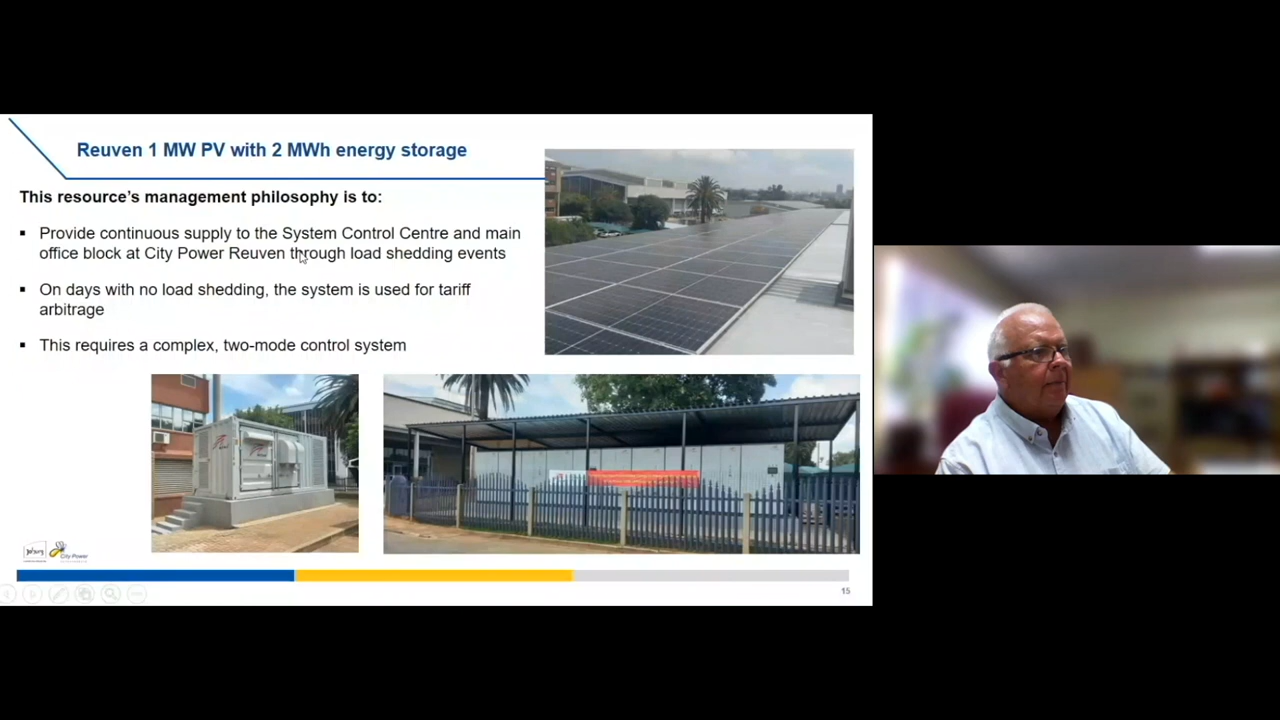 Reuven 1 MW PV with 2 MWh energy storage
This resource's management philosophy is to:
▪ Provide continuous supply to the System Control Centre and main
office block at City Power Reuven through load shedding events
▪ On days with no load shedding, the system is used for tariff
arbitrage
▪ This requires a complex, two-mode control system
City Power
15